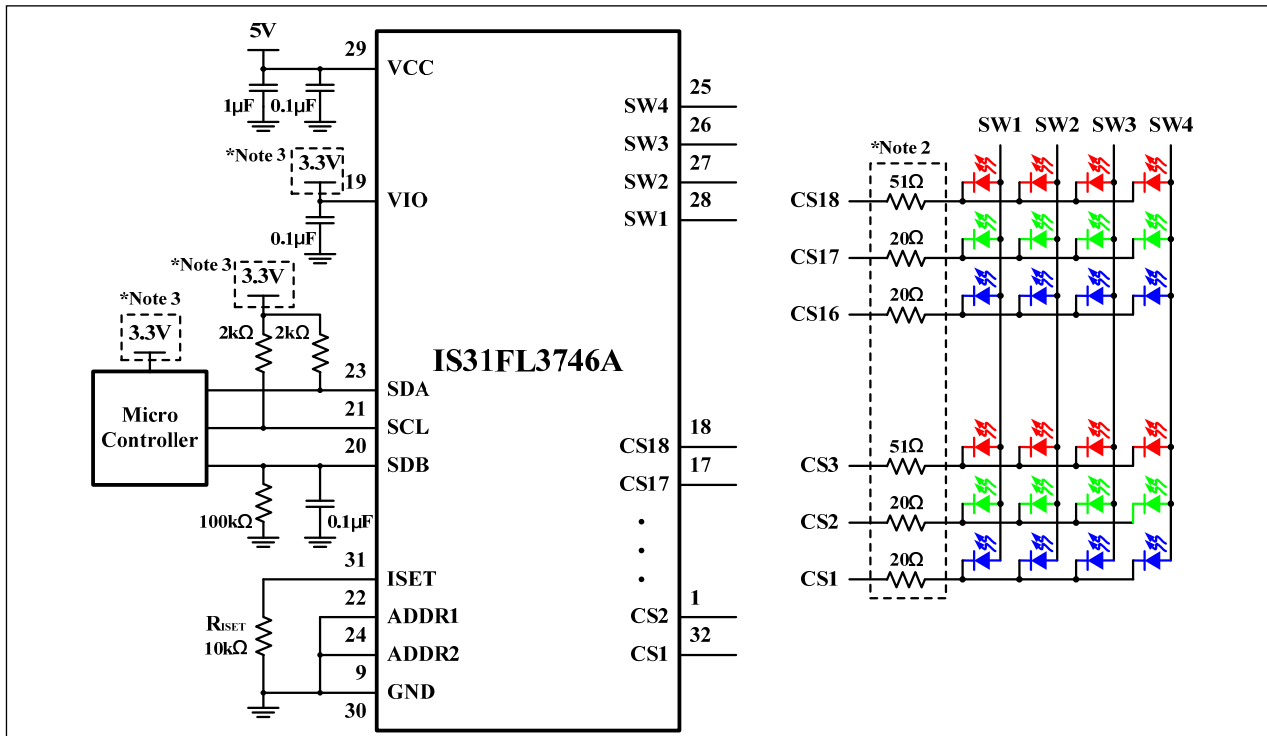 5V
29
VCC
1µF
0.1µF
*Note 3
3.3V
19
VIO
0.1µF
*Note 3
3.3V
*Note 3
3.3V
2kΩ
2kΩ
Micro
Controller
23
SDA
21
SCL
20
SDB
100kΩ
0.1µF
31
ISET
22
ADDR1
RISET
10kΩ
24
ADDR2
9
GND
30
IS31FL3746A
25
SW4
26
SW3
27
SW2
28
SW1
18
CS18
17
CS17
1
CS2
32
CS1
SW1 SW2 SW3 SW4
*Note 2
51Ω
CS18
20Ω
CS17
20Ω
CS16
51Ω
CS3
20Ω
CS2
20Ω
CS1